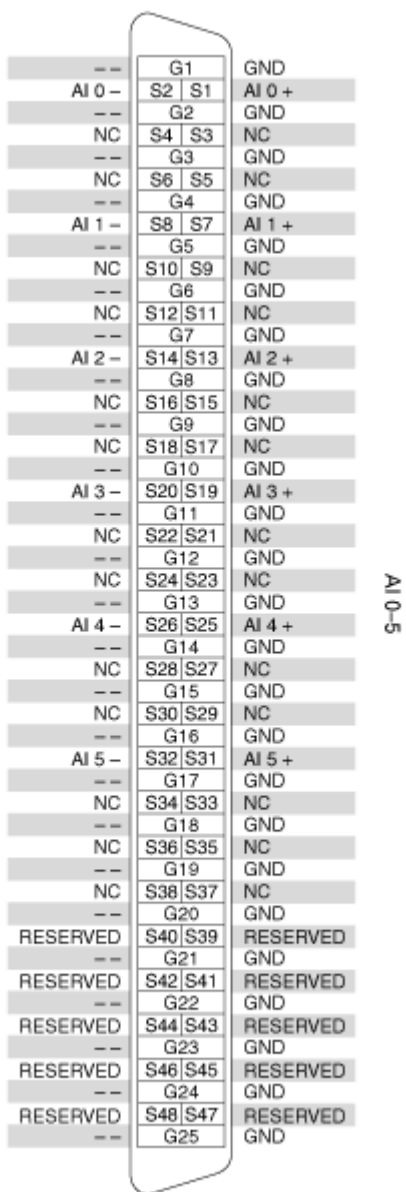 -- G1 GND
AI 0 – S2 S1 AI 0 +
-- G2 GND
NC S4 S3 NC
-- G3 GND
NC S6 S5 NC
-- G4 GND
AI 1 – S8 S7 AI 1 +
-- G5 GND
NC S10 S9 NC
-- G6 GND
NC S12 S11 NC
-- G7 GND
AI 2 – S14 S13 AI 2 +
-- G8 GND
NC S16 S15 NC
-- G9 GND
NC S18 S17 NC
-- G10 GND
AI 3 – S20 S19 AI 3 +
-- G11 GND
NC S22 S21 NC
-- G12 GND
NC S24 S23 NC
-- G13 GND
AI 4 – S26 S25 AI 4 +
-- G14 GND
NC S28 S27 NC
-- G15 GND
NC S30 S29 NC
-- G16 GND
AI 5 – S32 S31 AI 5 +
-- G17 GND
NC S34 S33 NC
-- G18 GND
NC S36 S35 NC
-- G19 GND
NC S38 S37 NC
-- G20 GND
RESERVED S40 S39 RESERVED
-- G21 GND
RESERVED S42 S41 RESERVED
-- G22 GND
RESERVED S44 S43 RESERVED
-- G23 GND
RESERVED S46 S45 RESERVED
-- G24 GND
RESERVED S48 S47 RESERVED
-- G25 GND
AI 0–5